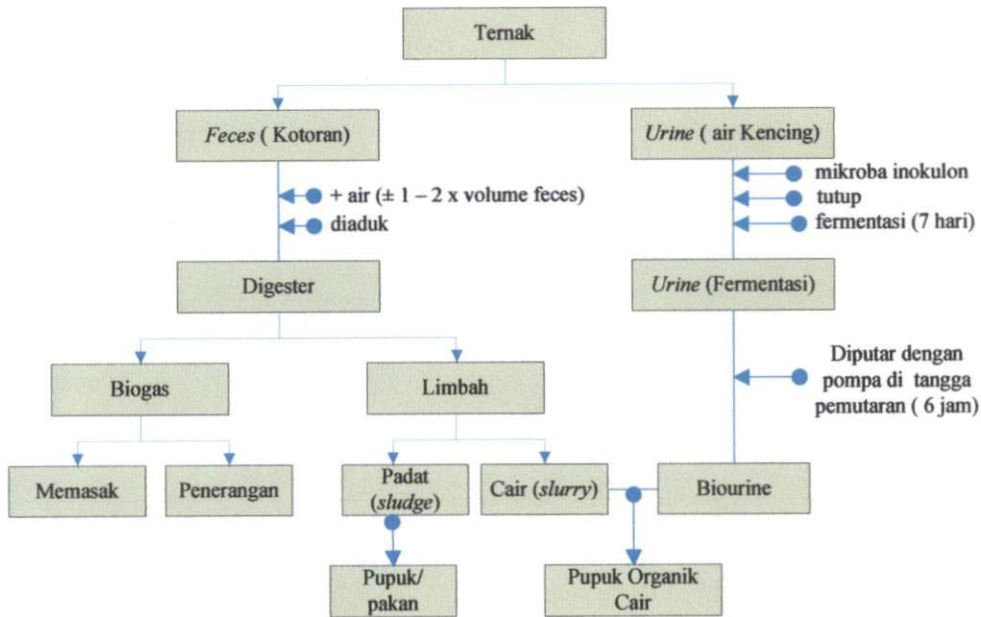 Ternak
Feces ( Kotoran)
Urine ( air Kencing)
+ air (± 1 – 2 x volume feces)
diaduk
mikroba inokulon
tutup
fermentasi (7 hari)
Digester
Urine (Fermentasi)
Biogas
Limbah
Diputar dengan
pompa di tangga
pemutaran ( 6 jam)
Memasak
Penerangan
Padat
(sludge)
Cair (slurry)
Biourine
Pupuk/
pakan
Pupuk Organik
Cair